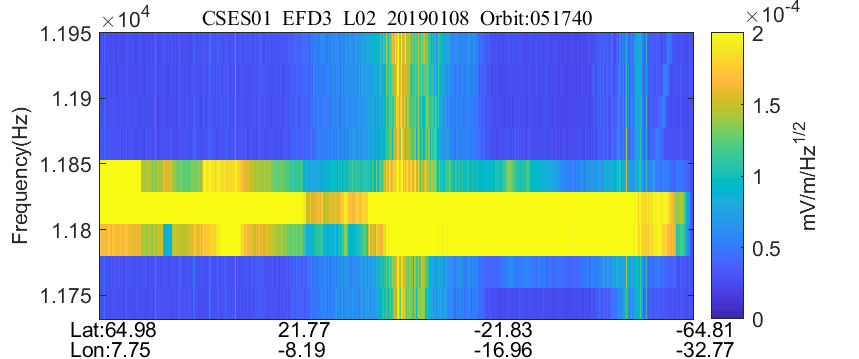 ×10⁴ CSES01 EFD3 L02 20190108 Orbit:051740 ×10⁻⁴
1.195
1.19
1.185
1.18
1.175
Frequency(Hz)
2
1.5
1
0.5
0
mV/m/Hz^1/2
Lat:64.98 21.77 -21.83 -64.81
Lon:7.75 -8.19 -16.96 -32.77